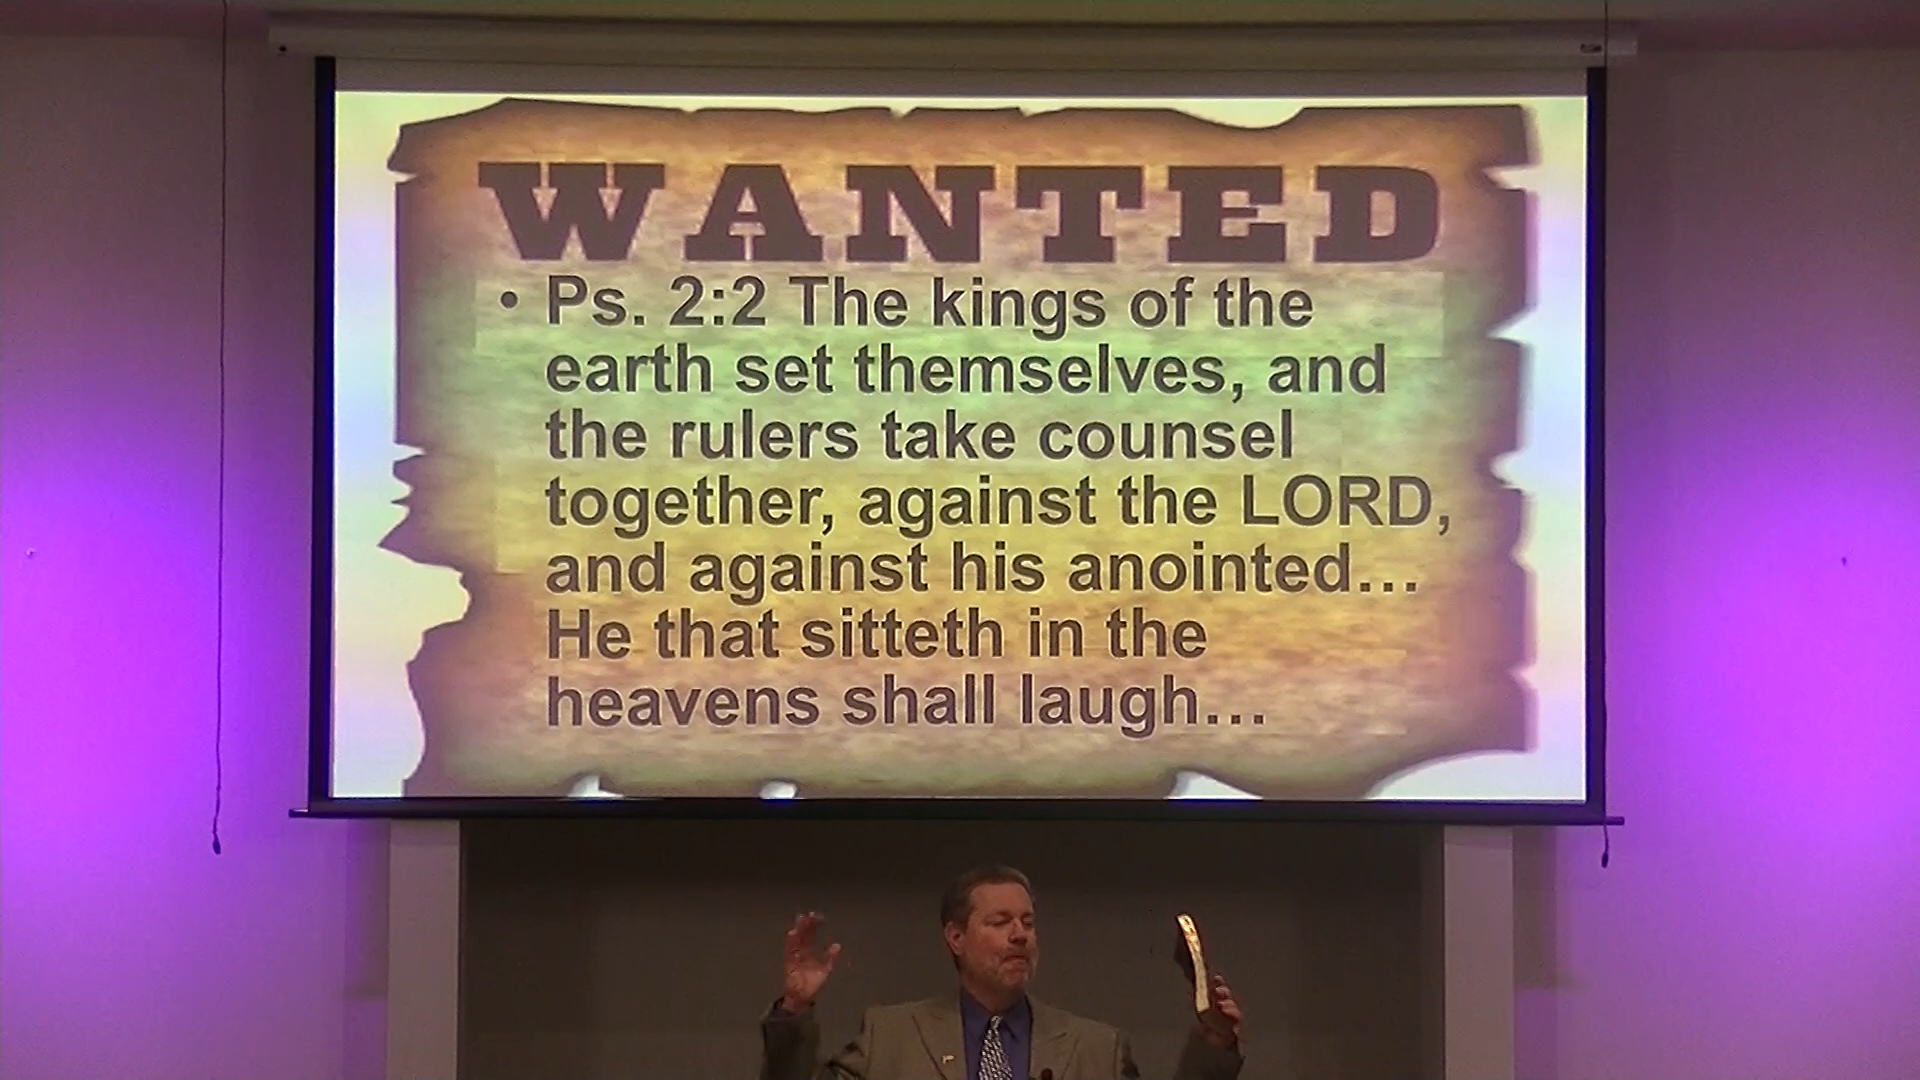 WANTED
• Ps. 2:2 The kings of the
earth set themselves, and
the rulers take counsel
together, against the LORD,
and against his anointed…
He that sitteth in the
heavens shall laugh…